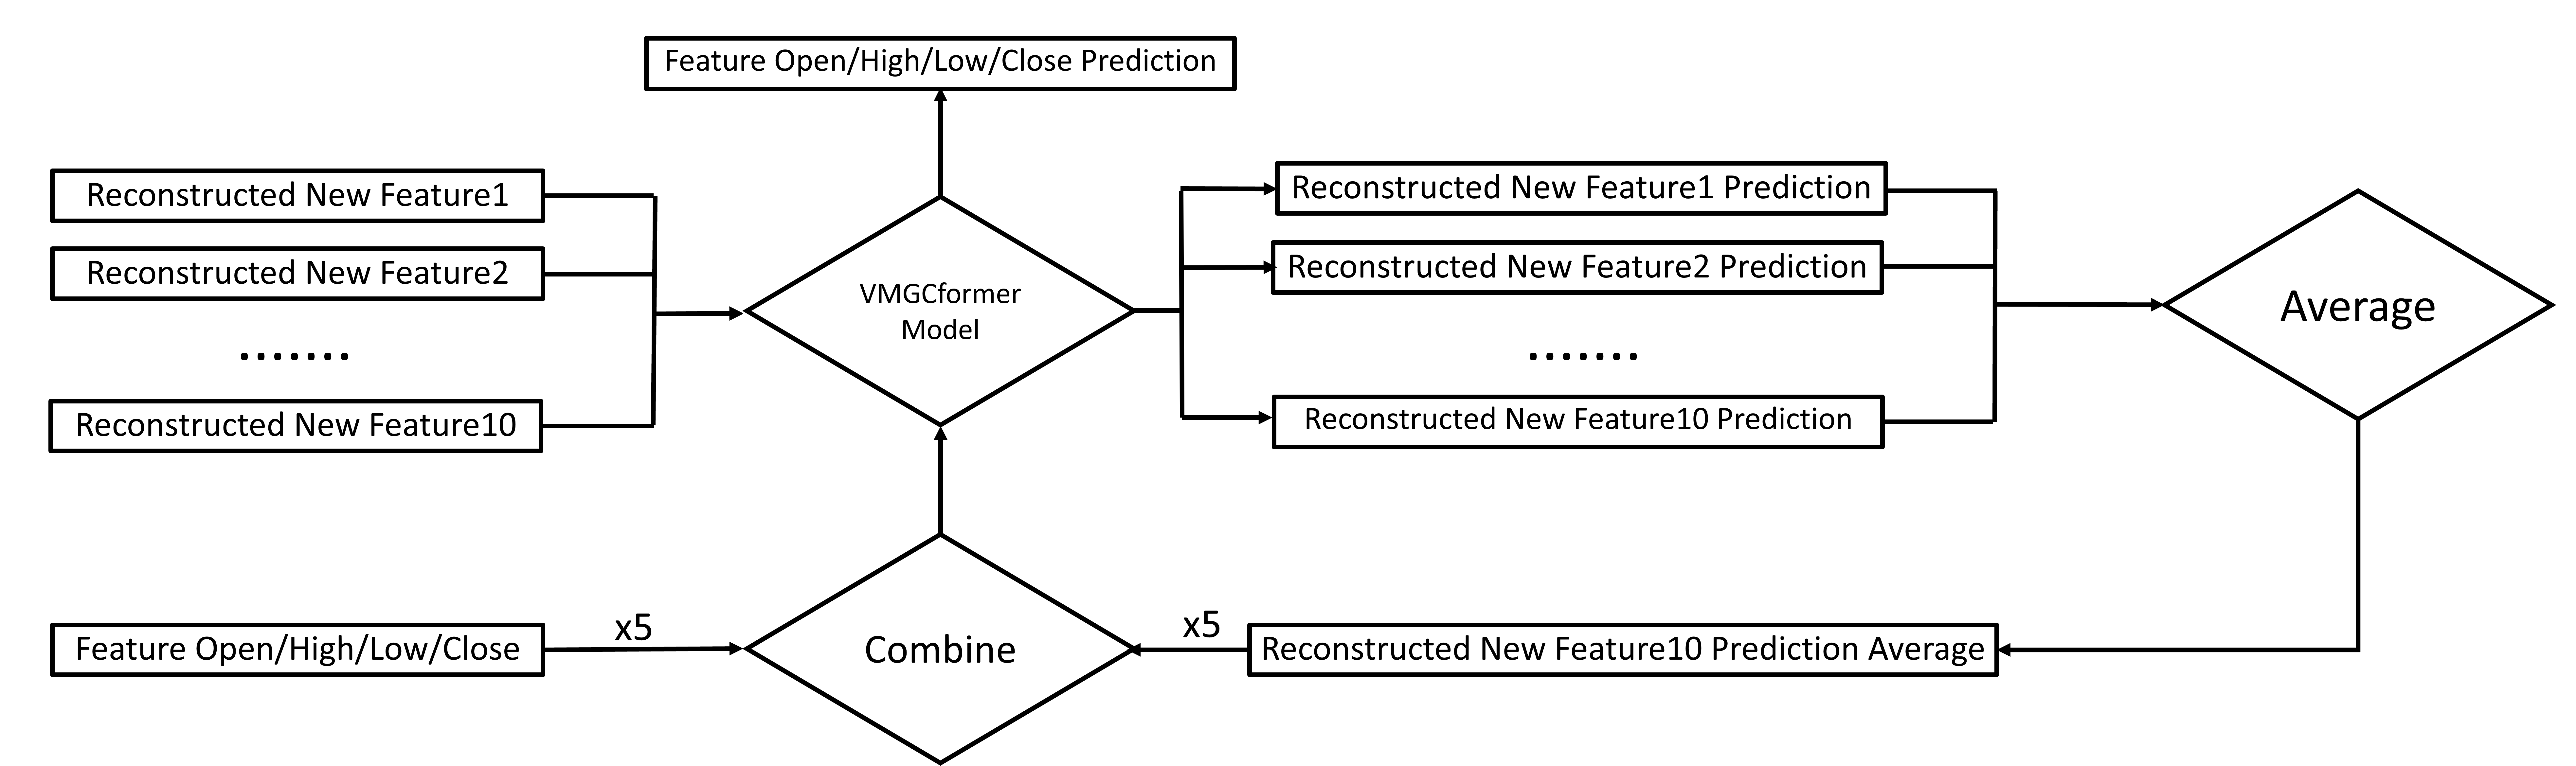 Feature Open/High/Low/Close Prediction
Reconstructed New Feature1
Reconstructed New Feature2
.......
Reconstructed New Feature10
VMGCformer
Model
Reconstructed New Feature1 Prediction
Reconstructed New Feature2 Prediction
.......
Reconstructed New Feature10 Prediction
Average
Feature Open/High/Low/Close
x5
Combine
x5
Reconstructed New Feature10 Prediction Average